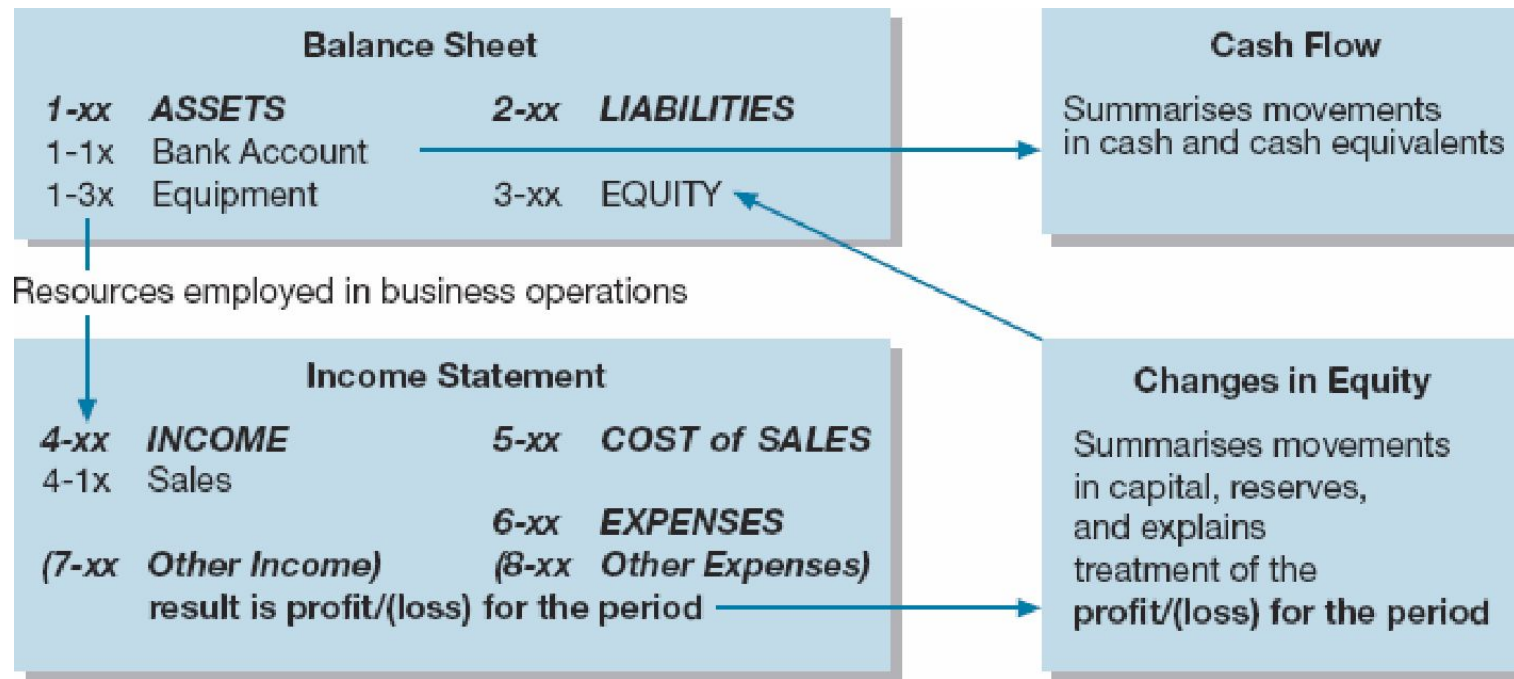 Balance Sheet
1-xx ASSETS 2-xx LIABILITIES
1-1x Bank Account
1-3x Equipment 3-xx EQUITY
Cash Flow
Summarises movements
in cash and cash equivalents
Resources employed in business operations
Income Statement
4-xx INCOME 5-xx COST of SALES
4-1x Sales
6-xx EXPENSES
(7-xx Other Income) (8-xx Other Expenses)
result is profit/(loss) for the period
Changes in Equity
Summarises movements
in capital, reserves,
and explains
treatment of the
profit/(loss) for the period